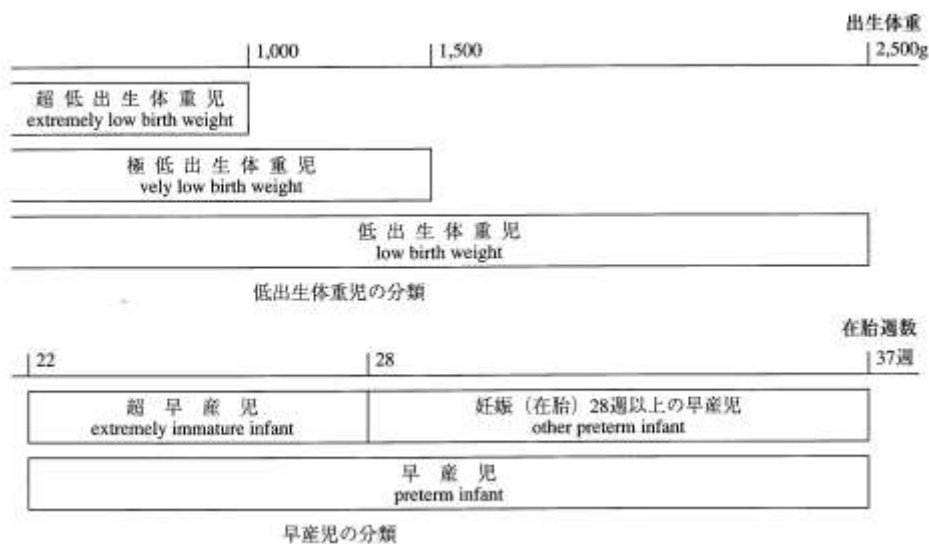 出生体重
1,000 1,500 2,500g
超低出生体重児
extremely low birth weight
極低出生体重児
vely low birth weight
低出生体重児
low birth weight
低出生体重児の分類
在胎週数
22 28 37週
超早産児 妊娠（在胎）28週以上の早産児
extremely immature infant other preterm infant
早産児
preterm infant
早産児の分類